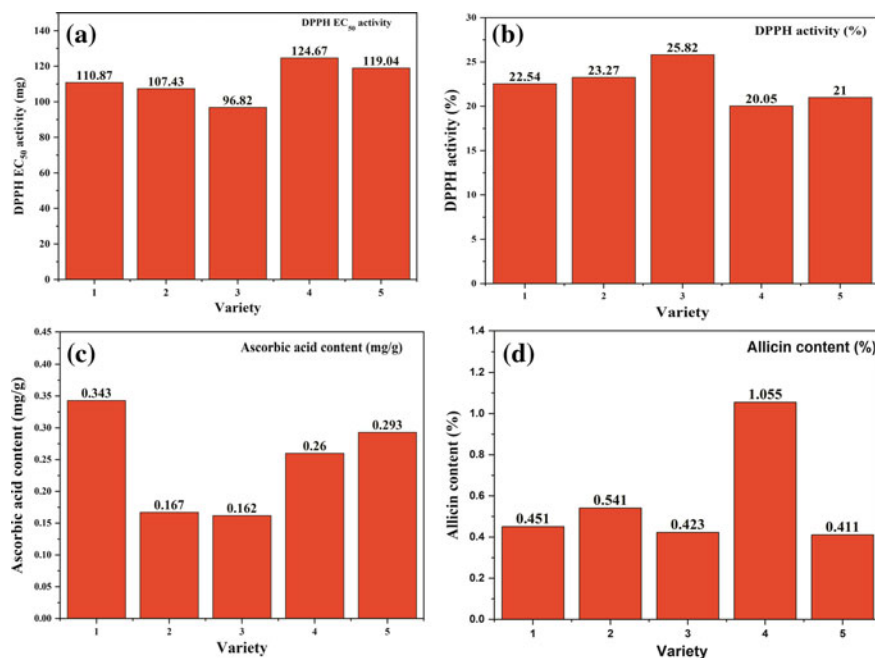 (a)
DPPH EC50 activity
DPPH EC50 activity (mg)
140
120
100
80
60
40
20
0
110.87
107.43
96.82
124.67
119.04
1 2 3 4 5
Variety
(b)
DPPH activity (%)
DPPH activity (%)
30
25
20
15
10
5
0
22.54
23.27
25.82
20.05
21
1 2 3 4 5
Variety
(c)
Ascorbic acid content (mg/g)
Ascorbic acid content (mg/g)
0.45
0.40
0.35
0.30
0.25
0.20
0.15
0.10
0.05
0.00
0.343
0.167
0.162
0.26
0.293
1 2 3 4 5
Variety
(d)
Allicin content (%)
Allicin content (%)
1.4
1.2
1.0
0.8
0.6
0.4
0.2
0.0
0.451
0.541
0.423
1.055
0.411
1 2 3 4 5
Variety